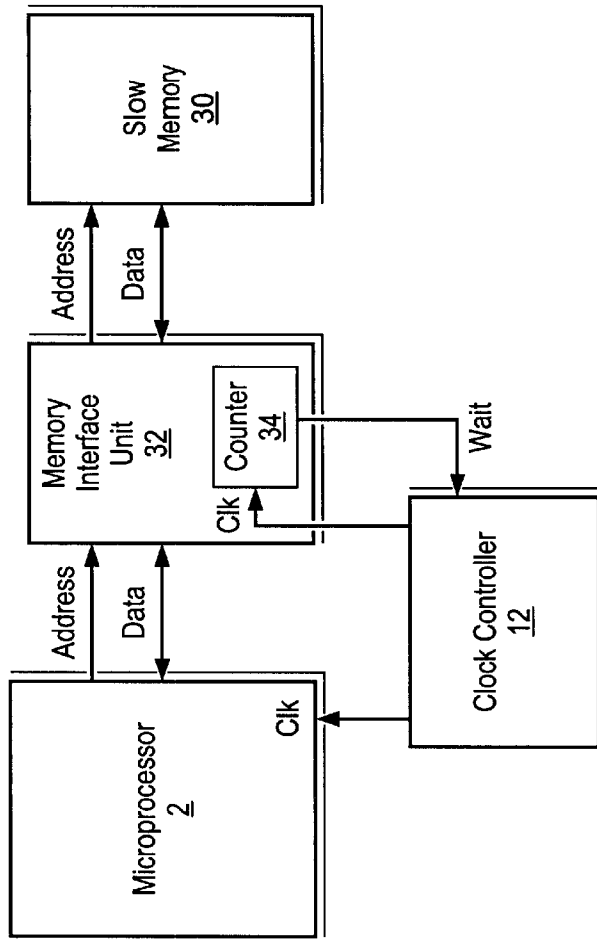 Microprocessor
2
Clk
Address
Data
Memory
Interface
Unit
32
Counter
34
Clk
Address
Data
Slow
Memory
30
Wait
Clock Controller
12